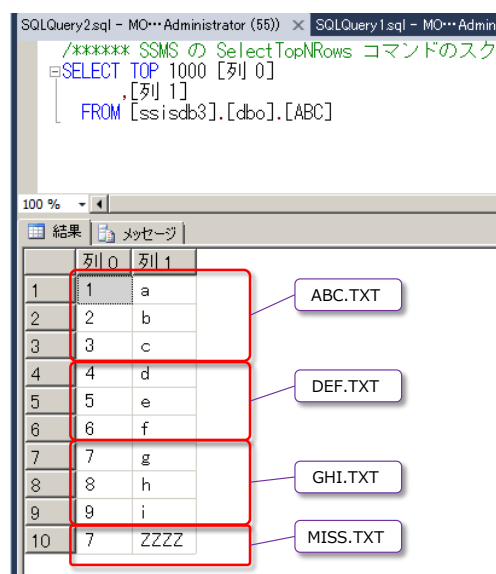 SQLQuery2.sql - MO···Administrator (55)) × SQLQuery1.sql - MO···Admin
/****** SSMS の SelectTopNRows コマンドのスク
SELECT TOP 1000 [列 0]
,[列 1]
FROM [ssisdb3].[dbo].[ABC]
100 %
結果 メッセージ
列 0 列 1
1 1 a
2 2 b
3 3 c
ABC.TXT
4 4 d
5 5 e
6 6 f
DEF.TXT
7 7 g
8 8 h
9 9 i
GHI.TXT
10 7 ZZZZ
MISS.TXT